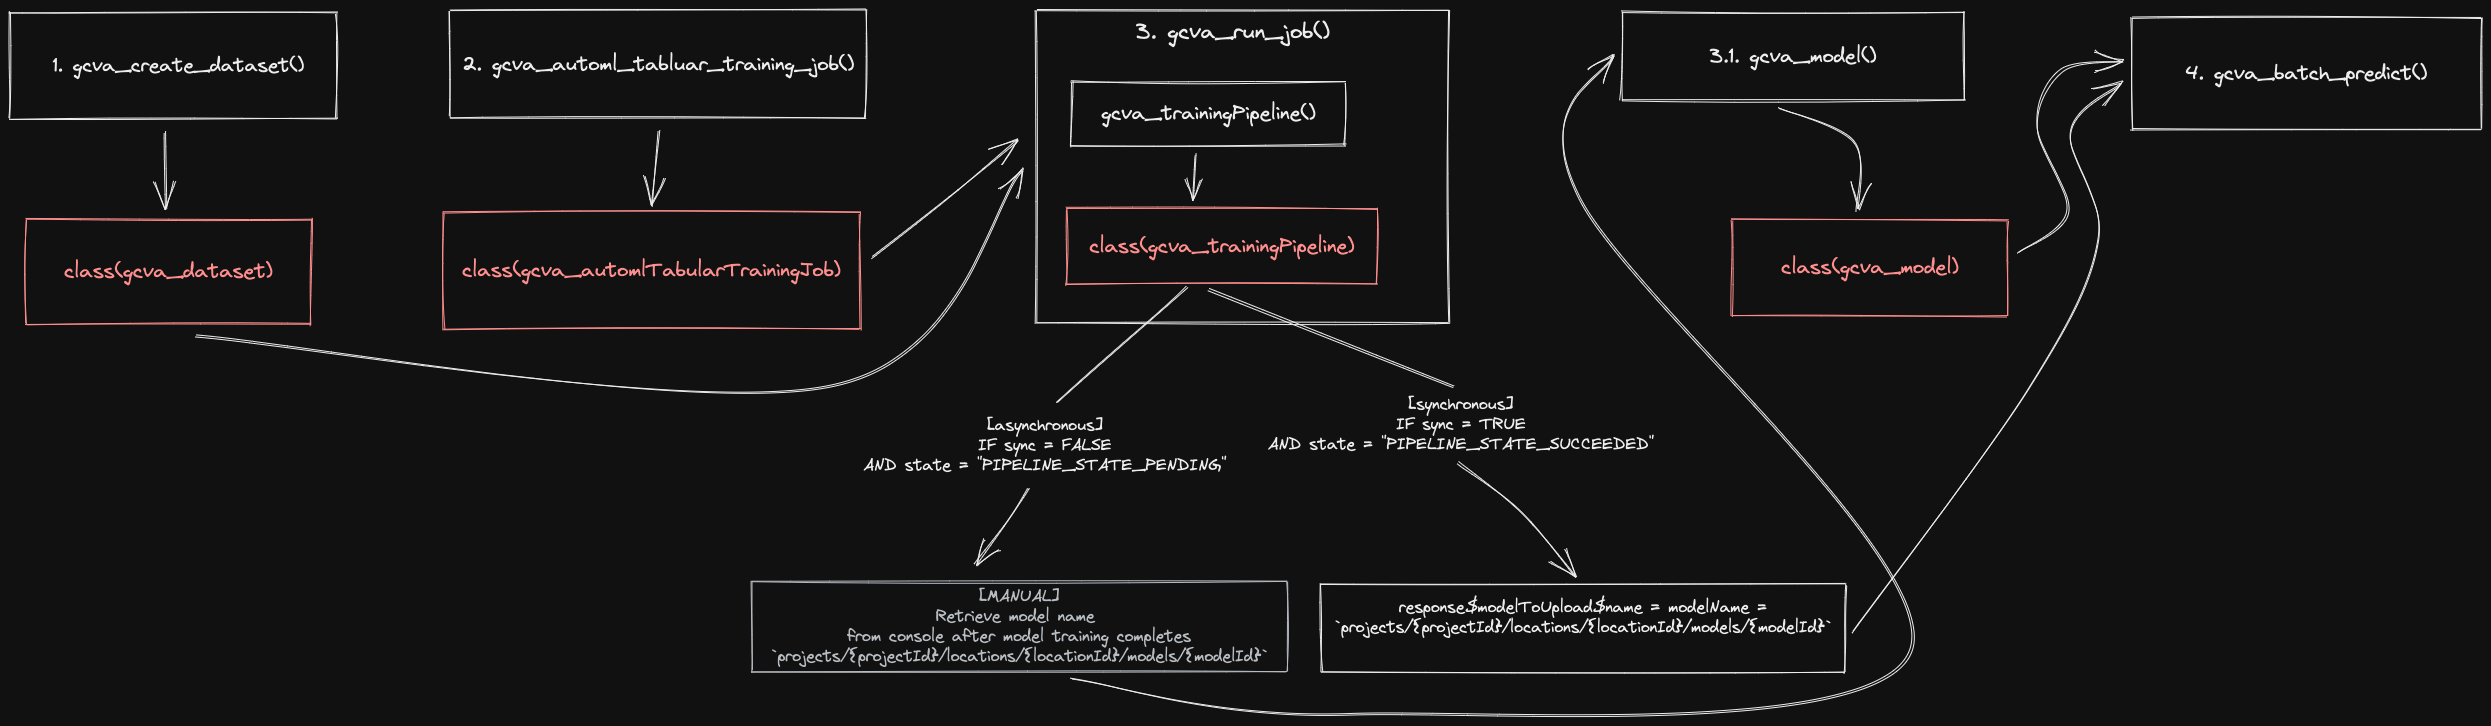 1. gcva_create_dataset()
class(gcva_dataset)
2. gcva_automl_tabluar_training_job()
class(gcva_automlTabularTrainingJob)
3. gcva_run_job()
gcva_trainingPipeline()
class(gcva_trainingPipeline)
[asynchronous]
IF sync = FALSE
AND state = "PIPELINE_STATE_PENDING"
[synchronous]
IF sync = TRUE
AND state = "PIPELINE_STATE_SUCCEEDED"
[MANUAL]
Retrieve model name
from console after model training completes
`projects/{projectId}/locations/{locationId}/models/{modelId}`
response$modelToUpload$name = modelName =
`projects/{projectId}/locations/{locationId}/models/{modelId}`
3.1. gcva_model()
class(gcva_model)
4. gcva_batch_predict()